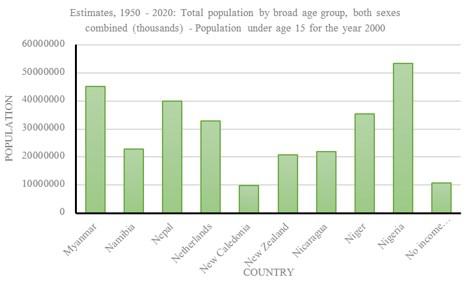 Estimates, 1950 - 2020: Total population by broad age group, both sexes
combined (thousands) - Population under age 15 for the year 2000
60000000
50000000
40000000
30000000
20000000
10000000
0
POPULATION
Myanmar
Namibia
Nepal
Netherlands
New Caledonia
New Zealand
Nicaragua
Niger
Nigeria
No income...
COUNTRY